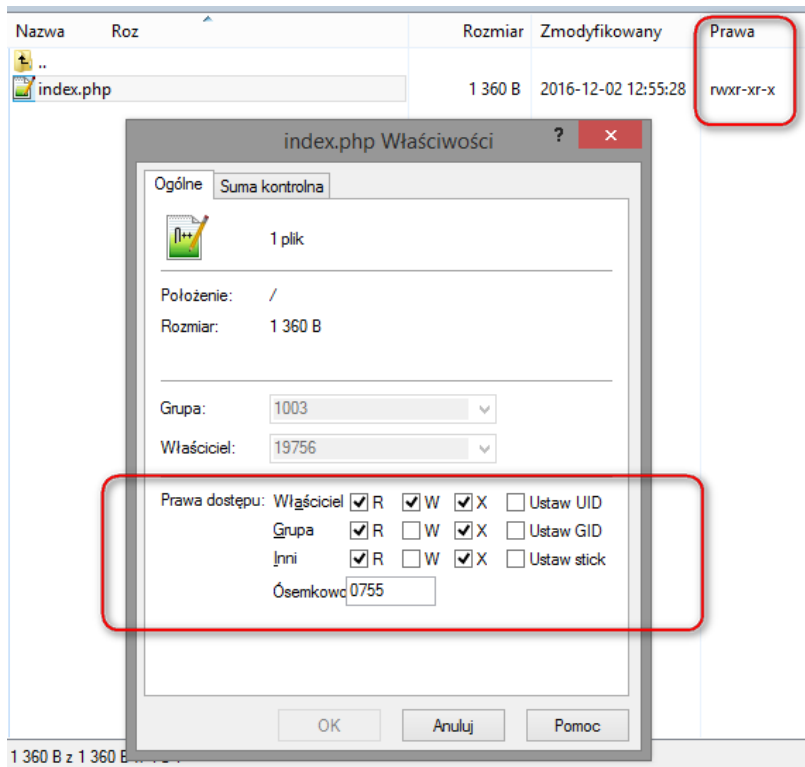 Nazwa Roz Rozmiar Zmodyfikowany Prawa
..
index.php 1 360 B 2016-12-02 12:55:28 rwxr-xr-x
index.php Właściwości ? ×
Ogólne Suma kontrolna
1 plik
Położenie: /
Rozmiar: 1 360 B
Grupa: 1003
Właściciel: 19756
Prawa dostępu: Właściciel R W X Ustaw UID
Grupa R W X Ustaw GID
Inni R W X Ustaw stick
Ósemkowo 0755
OK Anuluj Pomoc
1 360 B z 1 360 B